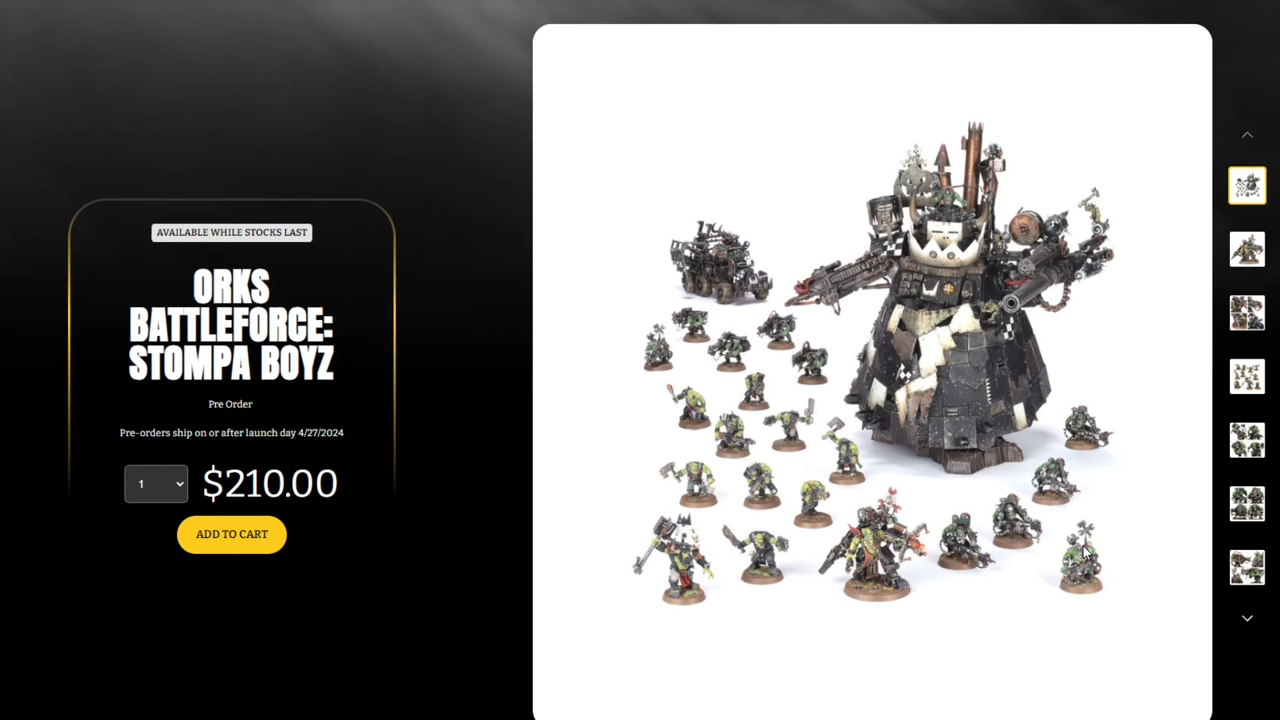 AVAILABLE WHILE STOCKS LAST
ORKS
BATTLEFORCE:
STOMPA BOYZ
Pre Order
Pre-orders ship on or after launch day 4/27/2024
1 $210.00
ADD TO CART